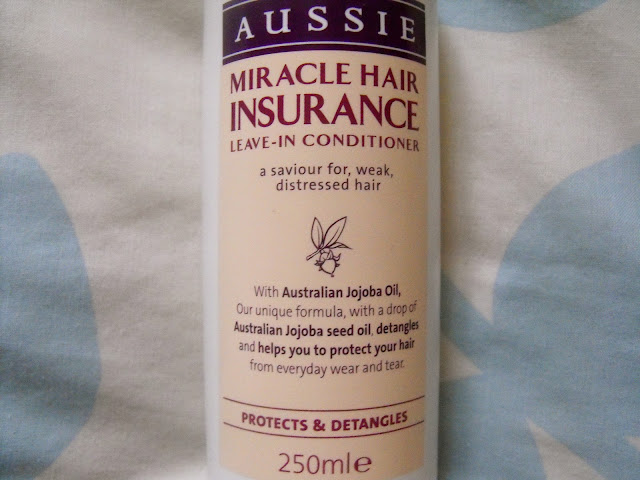 AUSSIE
MIRACLE HAIR
INSURANCE
LEAVE-IN CONDITIONER
a saviour for, weak,
distressed hair
With Australian Jojoba Oil,
Our unique formula, with a drop of
Australian Jojoba seed oil, detangles
and helps you to protect your hair
from everyday wear and tear.
PROTECTS & DETANGLES
250ml℮